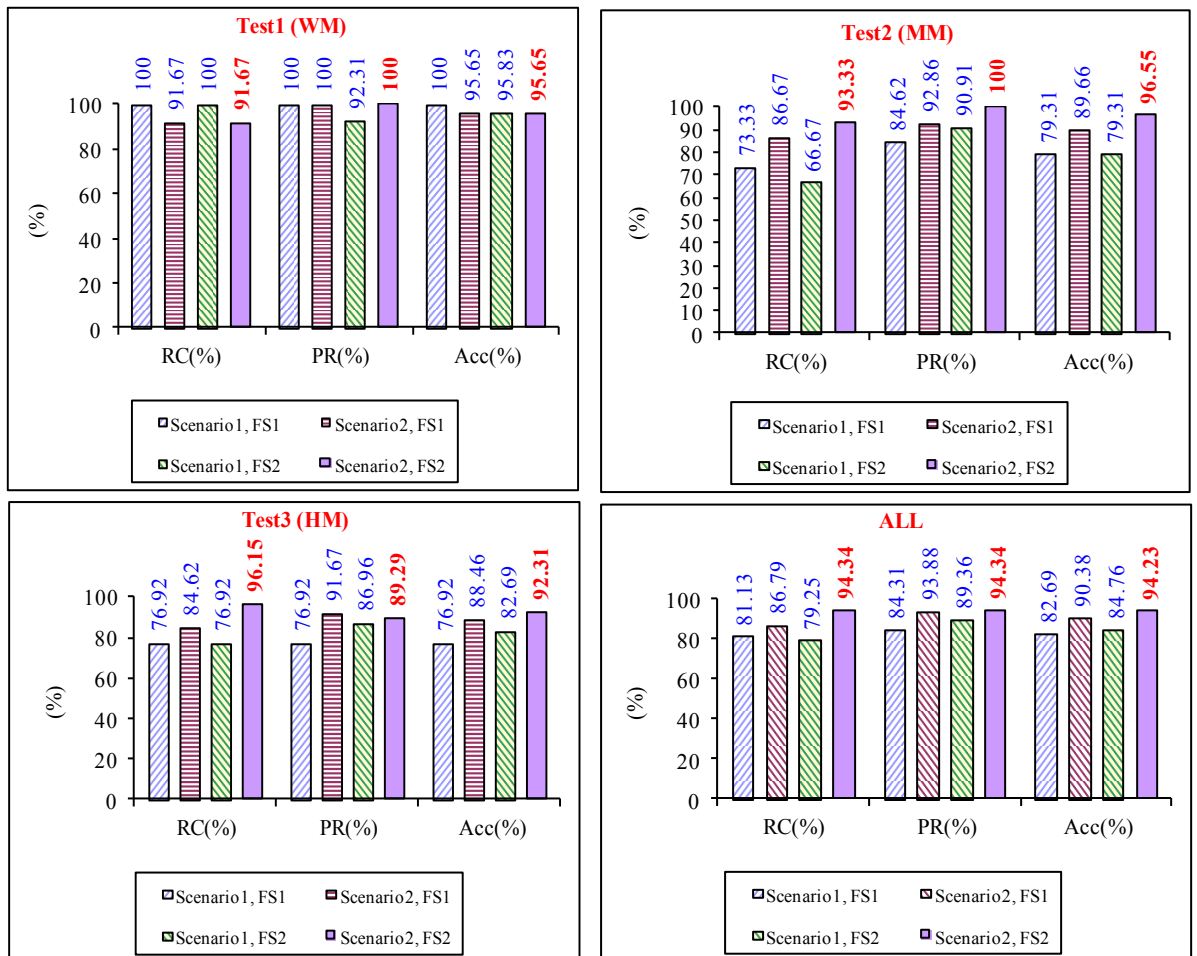 Test1 (WM)
100 91.67 100 91.67 100 100 92.31 100 100 95.65 95.83 95.65
100
80
60
40
20
0
(%)
RC(%) PR(%) Acc(%)
Scenario1, FS1 Scenario2, FS1
Scenario1, FS2 Scenario2, FS2
Test2 (MM)
73.33 86.67 66.67 93.33 84.62 92.86 90.91 100 79.31 89.66 79.31 96.55
100
90
80
70
60
50
40
30
20
10
0
(%)
RC(%) PR(%) Acc(%)
Scenario1, FS1 Scenario2, FS1
Scenario1, FS2 Scenario2, FS2
Test3 (HM)
76.92 84.62 76.92 96.15 76.92 91.67 86.96 89.29 76.92 88.46 82.69 92.31
100
80
60
40
20
0
(%)
RC(%) PR(%) Acc(%)
Scenario1, FS1 Scenario2, FS1
Scenario1, FS2 Scenario2, FS2
ALL
81.13 86.79 79.25 94.34 84.31 93.88 89.36 94.34 82.69 90.38 84.76 94.23
100
80
60
40
20
0
(%)
RC(%) PR(%) Acc(%)
Scenario1, FS1 Scenario2, FS1
Scenario1, FS2 Scenario2, FS2